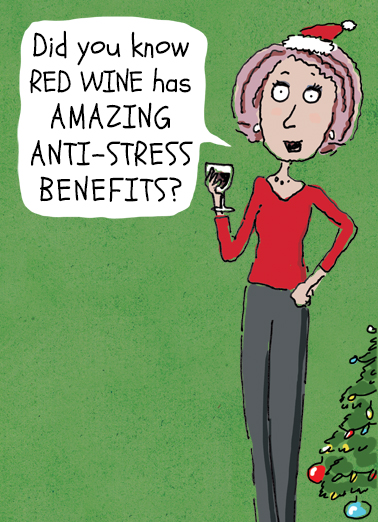 Did you know
RED WINE has
AMAZING
ANTI-STRESS
BENEFITS?